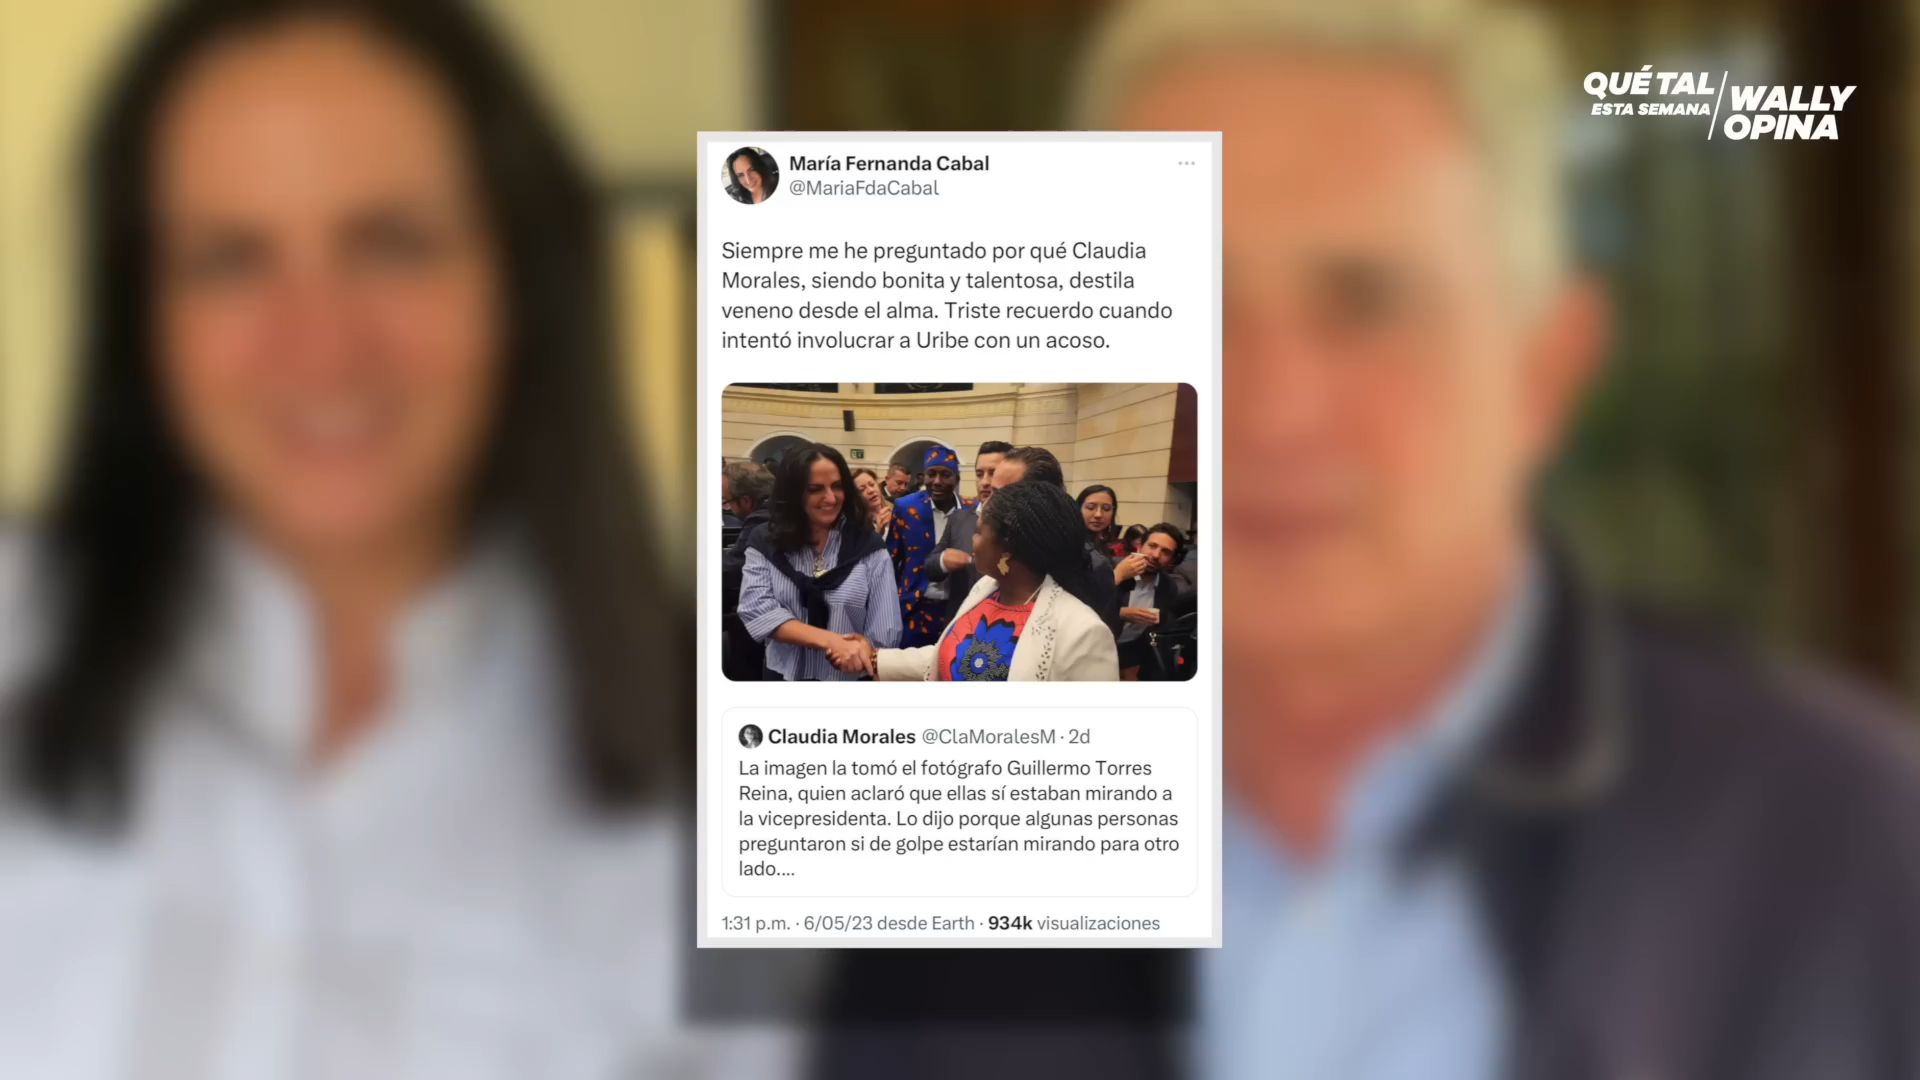 QUÉ TAL
ESTA SEMANA
WALLY
OPINA
María Fernanda Cabal
@MariaFdaCabal
Siempre me he preguntado por qué Claudia
Morales, siendo bonita y talentosa, destila
veneno desde el alma. Triste recuerdo cuando
intentó involucrar a Uribe con un acoso.
Claudia Morales @ClaMoralesM · 2d
La imagen la tomó el fotógrafo Guillermo Torres
Reina, quien aclaró que ellas sí estaban mirando a
la vicepresidenta. Lo dijo porque algunas personas
preguntaron si de golpe estarían mirando para otro
lado....
1:31 p.m. · 6/05/23 desde Earth · 934k visualizaciones